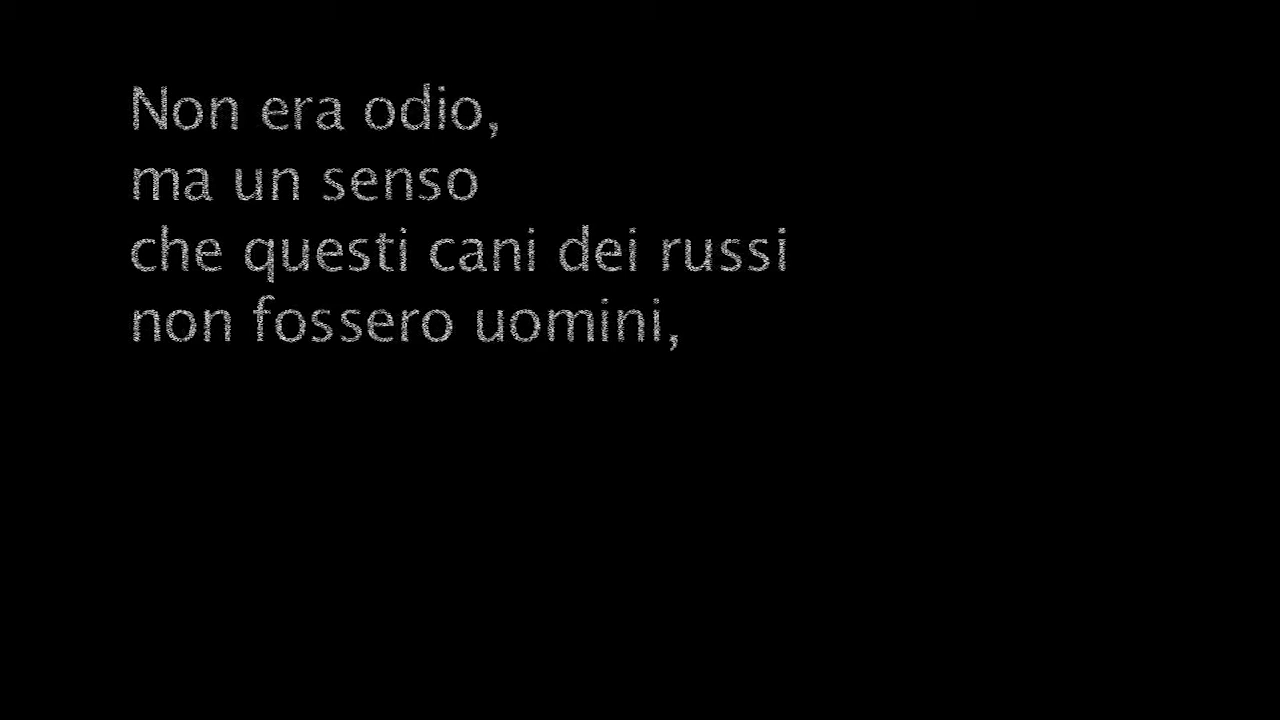 Non era odio,
ma un senso
che questi cani dei russi
non fossero uomini,